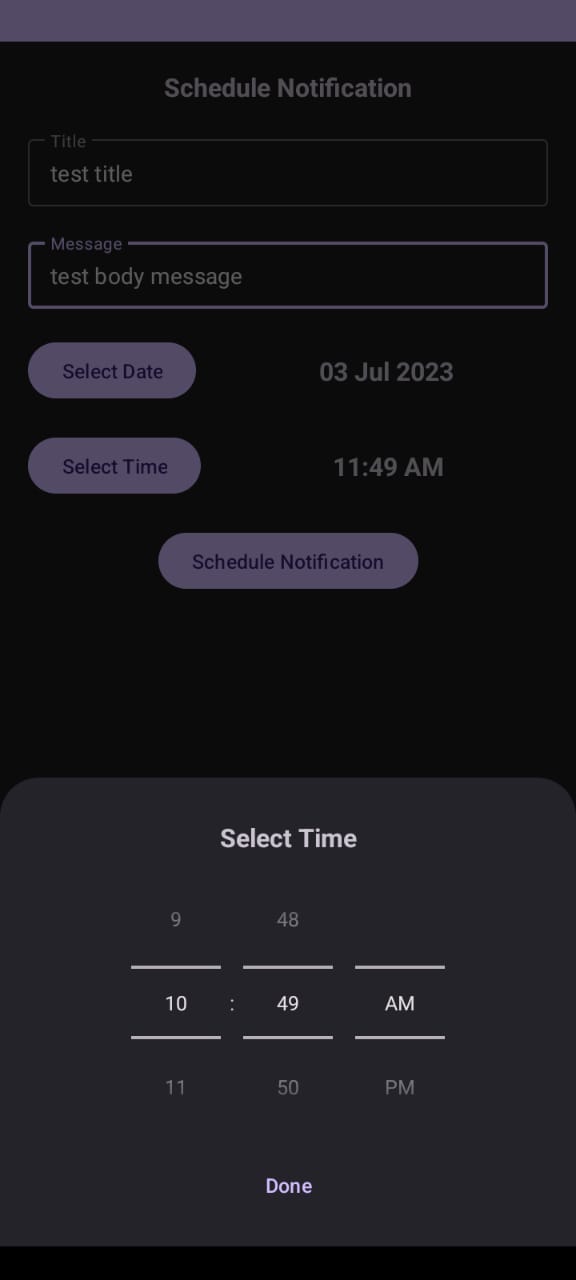 Schedule Notification
Title
test title
Message
test body message
Select Date 03 Jul 2023
Select Time 11:49 AM
Schedule Notification
Select Time
9 48
10 : 49 AM
11 50 PM
Done